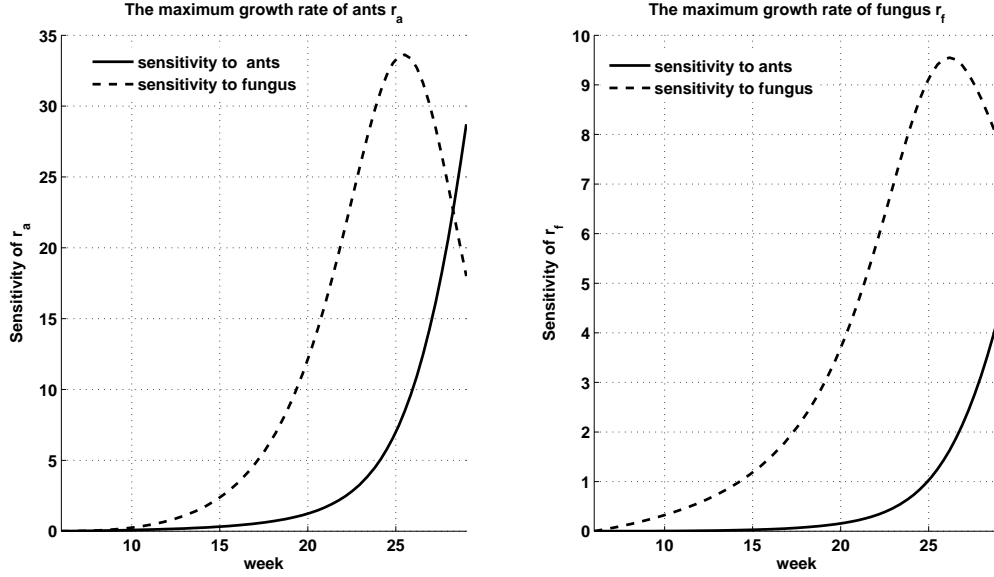 The maximum growth rate of ants r_a
35
30
25
20
15
10
5
0
10
15
20
25
week
Sensitivity of r_a
sensitivity to ants
sensitivity to fungus
The maximum growth rate of fungus r_f
10
9
8
7
6
5
4
3
2
1
0
10
15
20
25
week
Sensitivity of r_f
sensitivity to ants
sensitivity to fungus